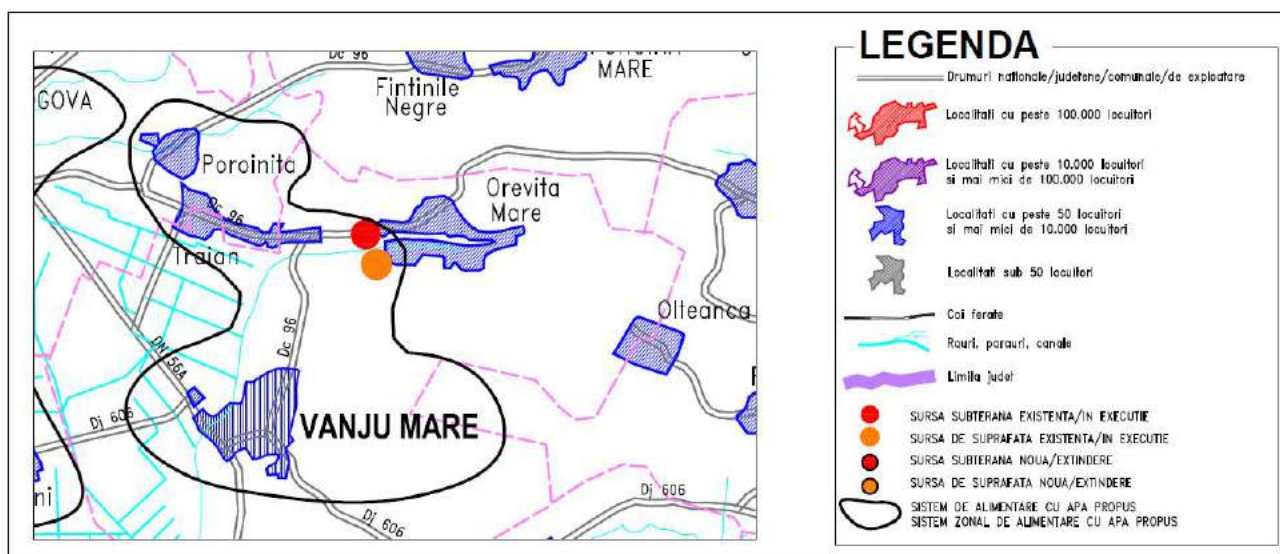 Dc 96
MARE
GOVA
Fintinile
Negre
Poroinita
Orevita
Mare
Dc 96
Traian
Olteanca
DN 56A
Dc 96
VANJU MARE
Dj 606
Dj 606
Dj 606
ni
LEGENDA
Drumuri nationale/judetene/comunale/de exploatare
Localitati cu peste 100.000 locuitori
Localitati cu peste 10.000 locuitori
si mai mici de 100.000 locuitori
Localitati cu peste 50 locuitori
si mai mici de 10.000 locuitori
Localitati sub 50 locuitori
Cai ferate
Rauri, parauri, canale
Limita judet
SURSA SUBTERANA EXISTENTA/IN EXECUTIE
SURSA DE SUPRAFATA EXISTENTA/IN EXECUTIE
SURSA SUBTERANA NOUA/EXTINDERE
SURSA DE SUPRAFATA NOUA/EXTINDERE
SISTEM DE ALIMENTARE CU APA PROPUS
SISTEM ZONAL DE ALIMENTARE CU APA PROPUS